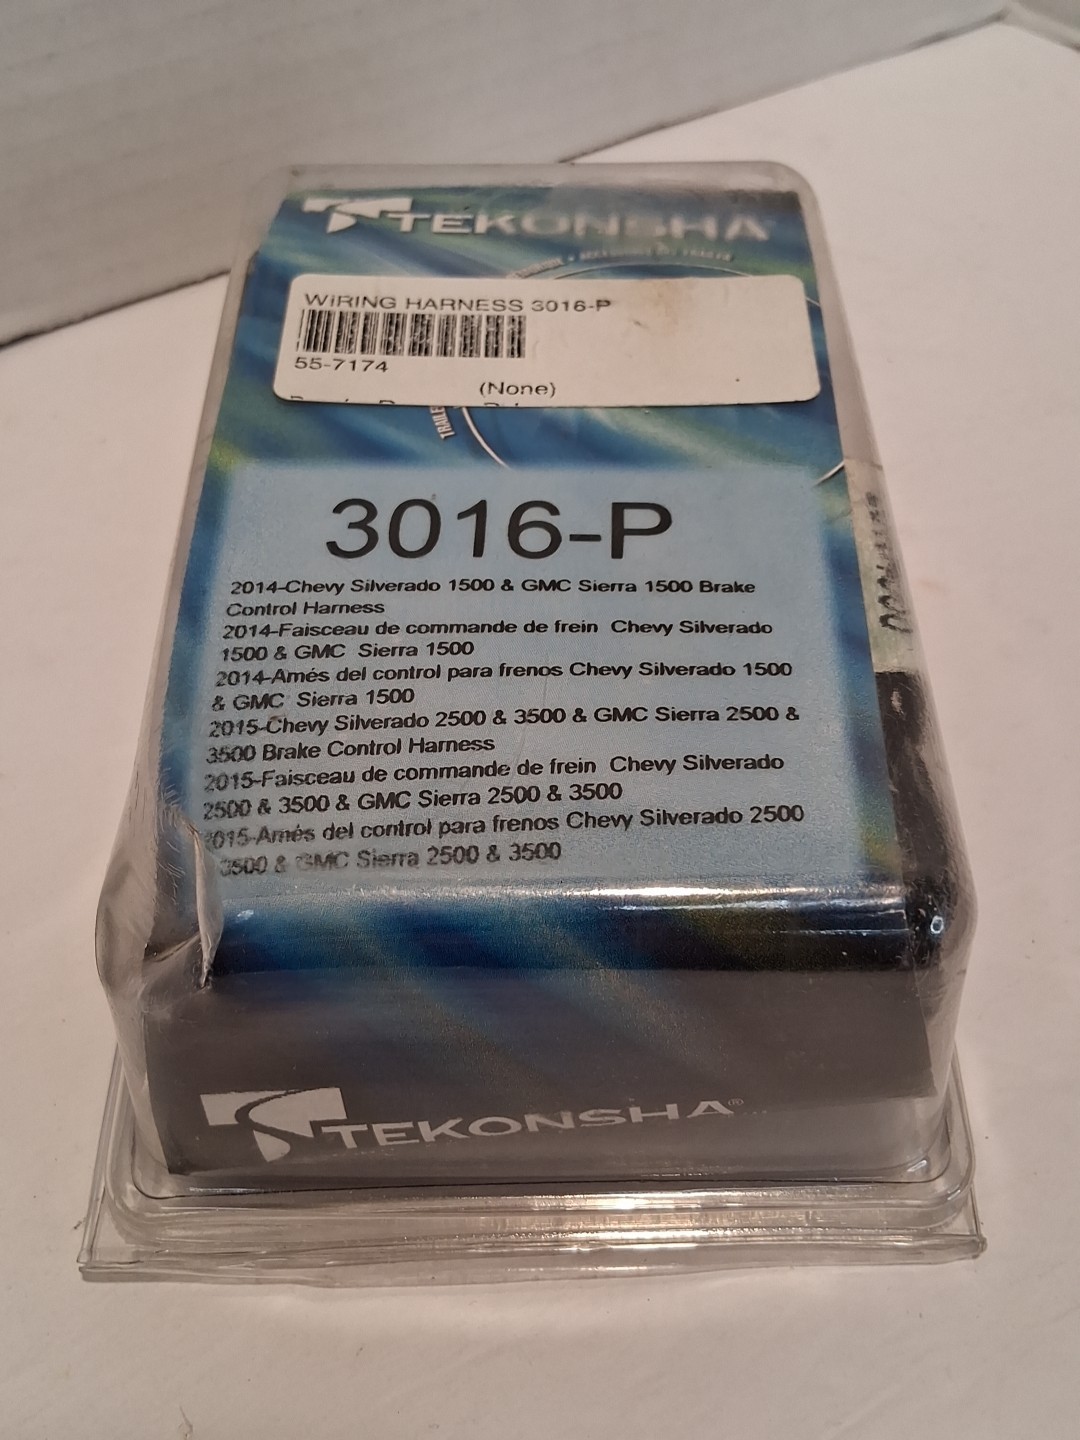 TEKONSHA
ACCESORIOS DEL TRAILER
WiRING HARNESS 3016-P
55-7174
(None)
3016-P
2014-Chevy Silverado 1500 & GMC Sierra 1500 Brake
Control Harness
2014-Faisceau de commande de frein Chevy Silverado
1500 & GMC Sierra 1500
2014-Amés del control para frenos Chevy Silverado 1500
& GMC Sierra 1500
2015-Chevy Silverado 2500 & 3500 & GMC Sierra 2500 &
3500 Brake Control Harness
2015-Faisceau de commande de frein Chevy Silverado
2500 & 3500 & GMC Sierra 2500 & 3500
2015-Amés del control para frenos Chevy Silverado 2500
3500 & GMC Sierra 2500 & 3500
TEKONSHA®